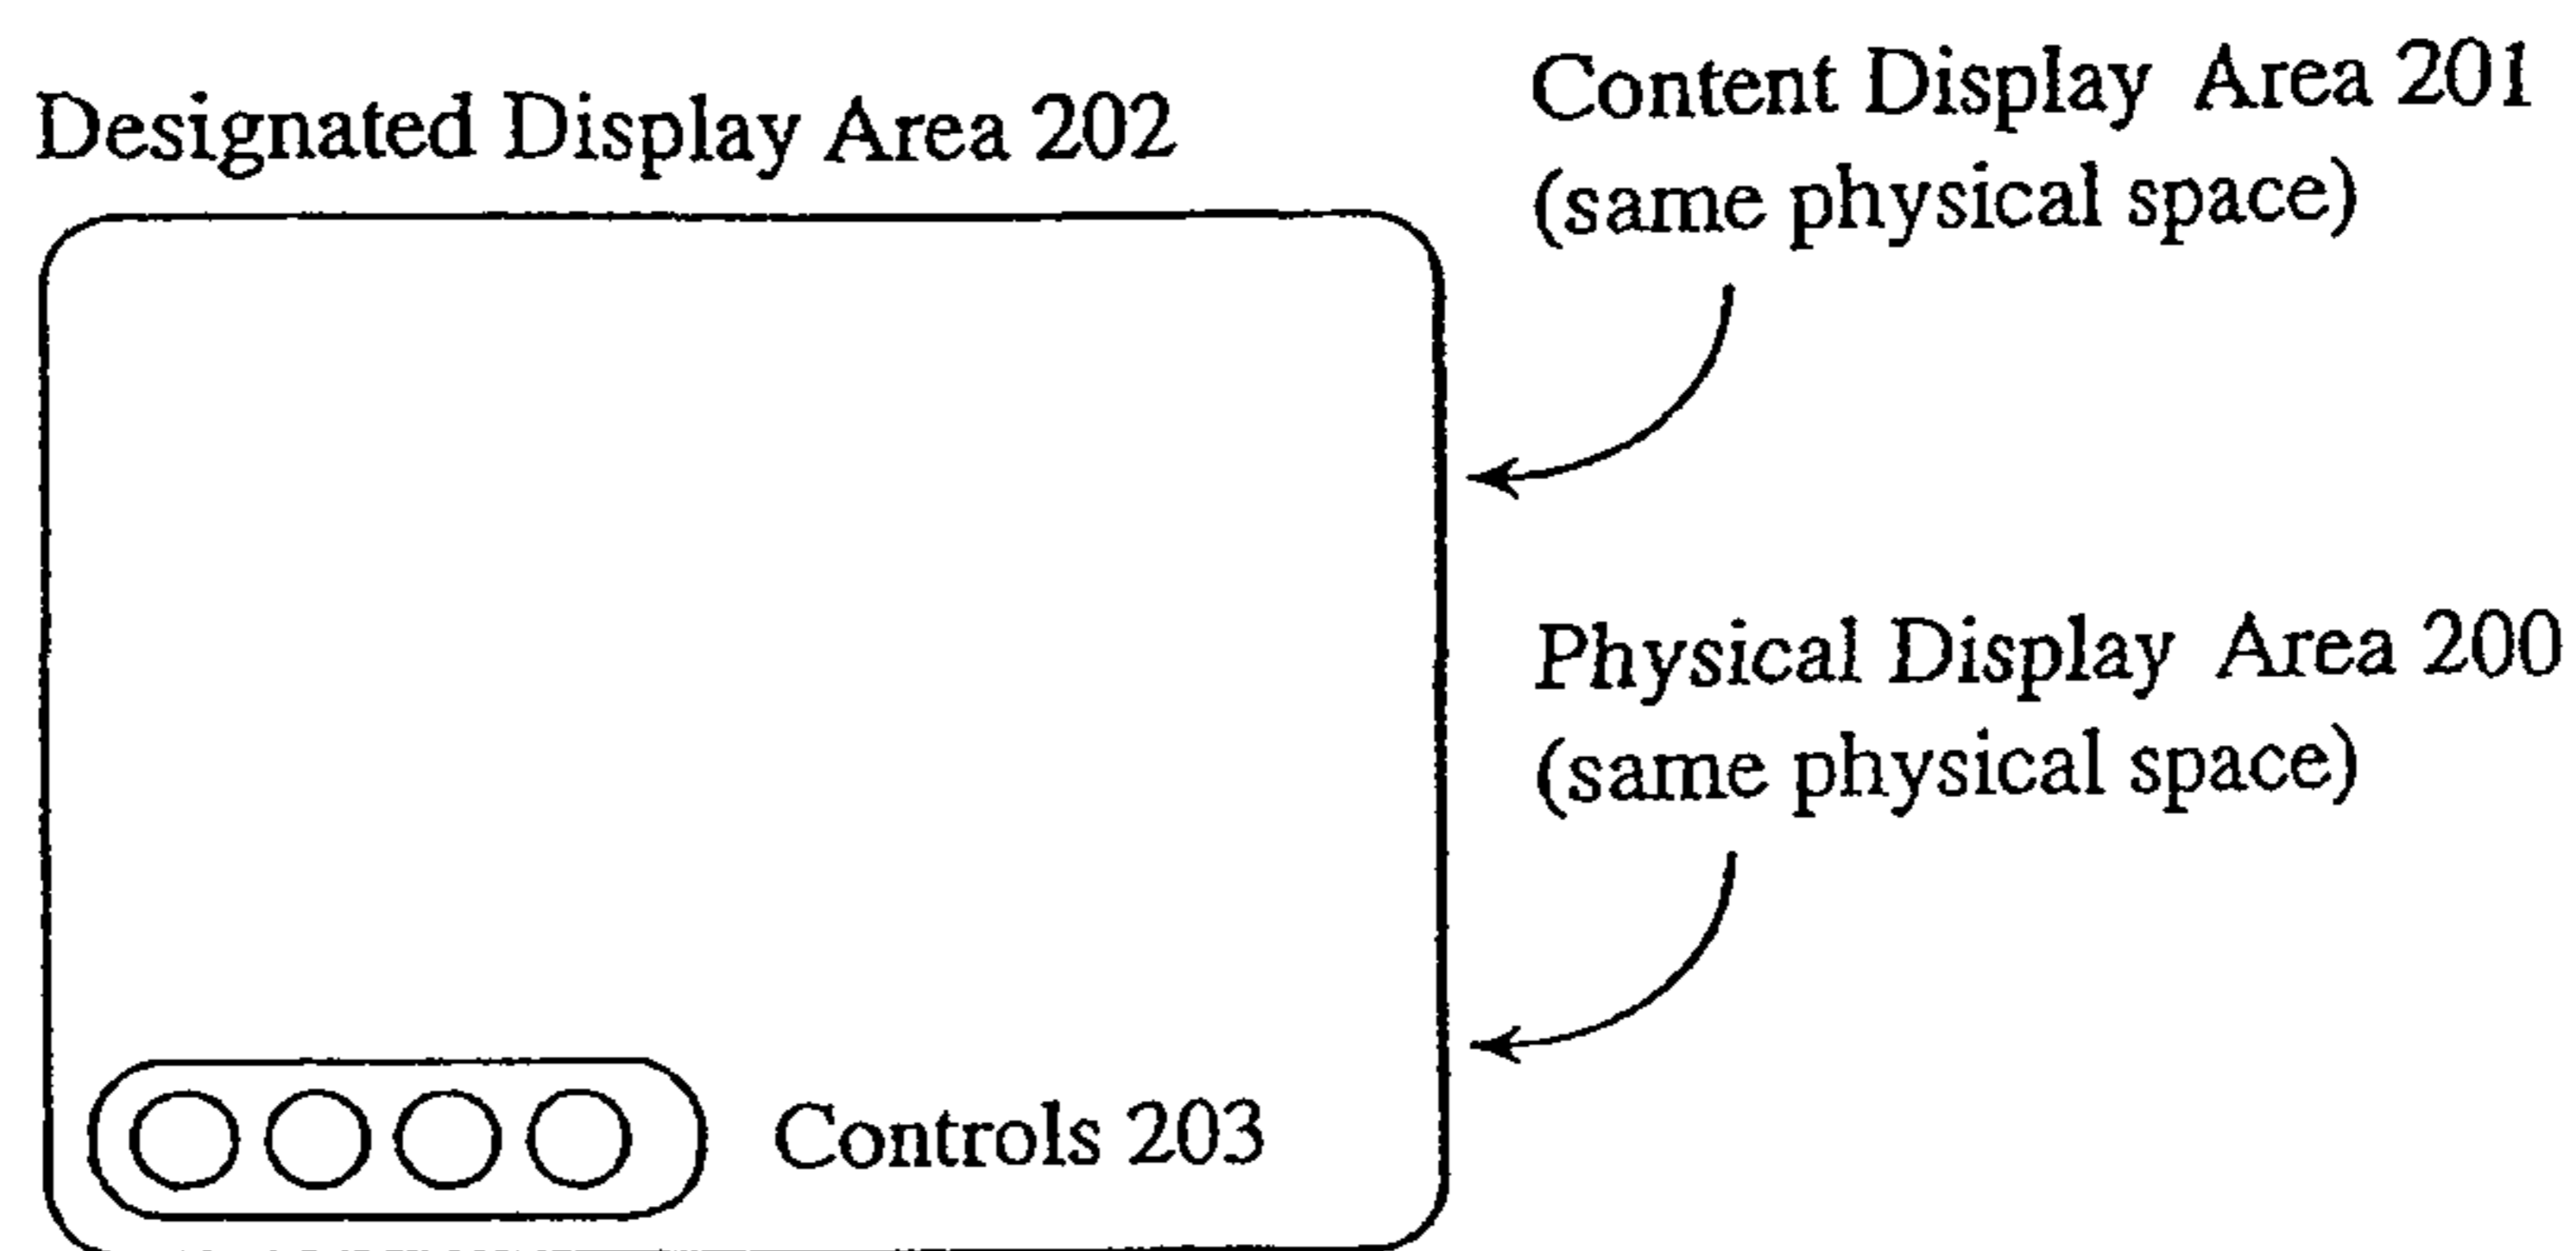 Designated Display Area 202
Content Display Area 201
(same physical space)
Physical Display Area 200
(same physical space)
Controls 203